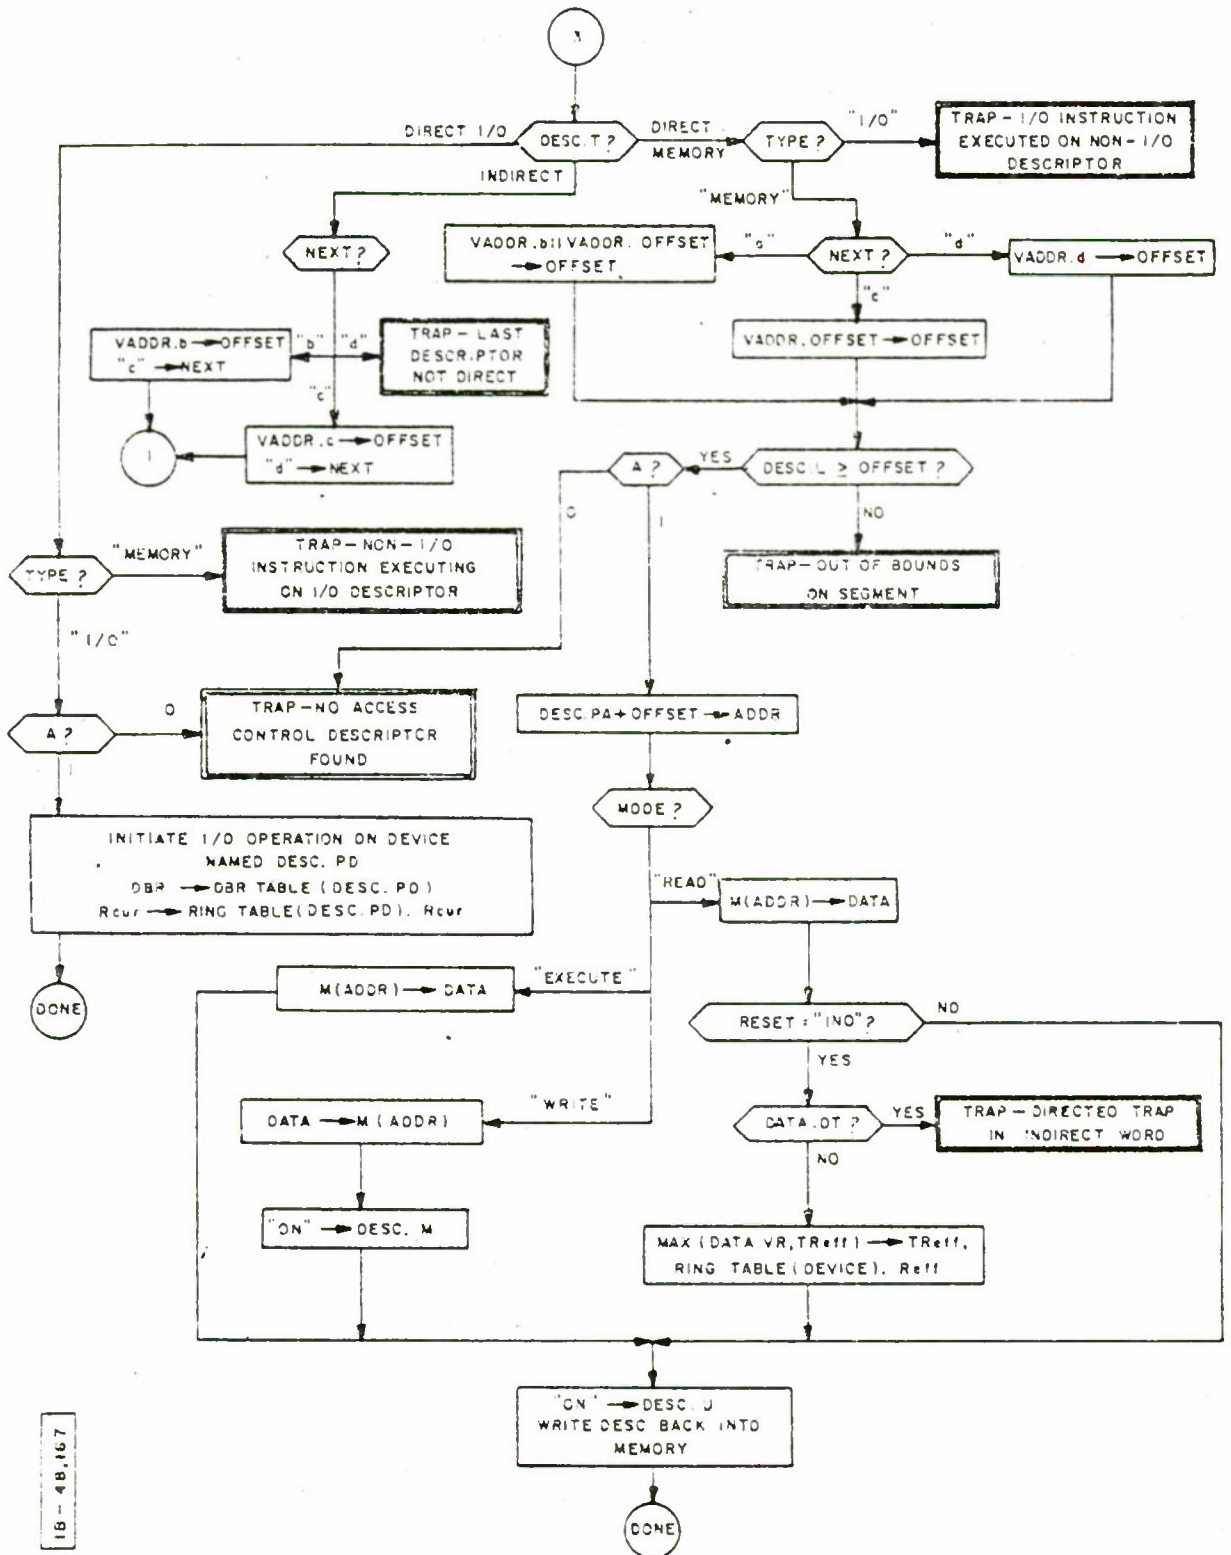 3
DIRECT I/O
DESC.T ?
DIRECT
MEMORY
TYPE ?
"I/O"
TRAP - I/O INSTRUCTION
EXECUTED ON NON-I/O
DESCRIPTOR
INDIRECT
"MEMORY"
NEXT ?
VADDR.b||VADDR. OFFSET
→ OFFSET
"a"
NEXT ?
"d"
VADDR.d → OFFSET
"c"
VADDR.OFFSET → OFFSET
VADDR.b → OFFSET
"c" → NEXT
"b"
"d"
TRAP - LAST
DESCRIPTOR
NOT DIRECT
"c"
1
VADDR.c → OFFSET
"d" → NEXT
A ?
YES
DESC.L ≥ OFFSET ?
0
1
NO
TYPE ?
"MEMORY"
TRAP-NON-I/O
INSTRUCTION EXECUTING
ON I/O DESCRIPTOR
TRAP-OUT OF BOUNDS
ON SEGMENT
"I/O"
A ?
0
TRAP-NO ACCESS
CONTROL DESCRIPTOR
FOUND
DESC.PA+OFFSET → ADDR
1
MODE ?
INITIATE I/O OPERATION ON DEVICE
NAMED DESC. PD
DBR → DBR TABLE (DESC.PD)
Rcur → RING TABLE(DESC.PD). Rcur
"READ"
M(ADDR) → DATA
DONE
M(ADDR) → DATA
"EXECUTE"
RESET = "IND" ?
NO
YES
DATA → M (ADDR)
"WRITE"
DATA.DT ?
YES
TRAP - DIRECTED TRAP
IN INDIRECT WORD
NO
"ON" → DESC. M
MAX (DATA.VR,TReff) → TReff,
RING TABLE(DEVICE). Reff
"ON" → DESC. U
WRITE DESC BACK INTO
MEMORY
DONE
IB-48,167